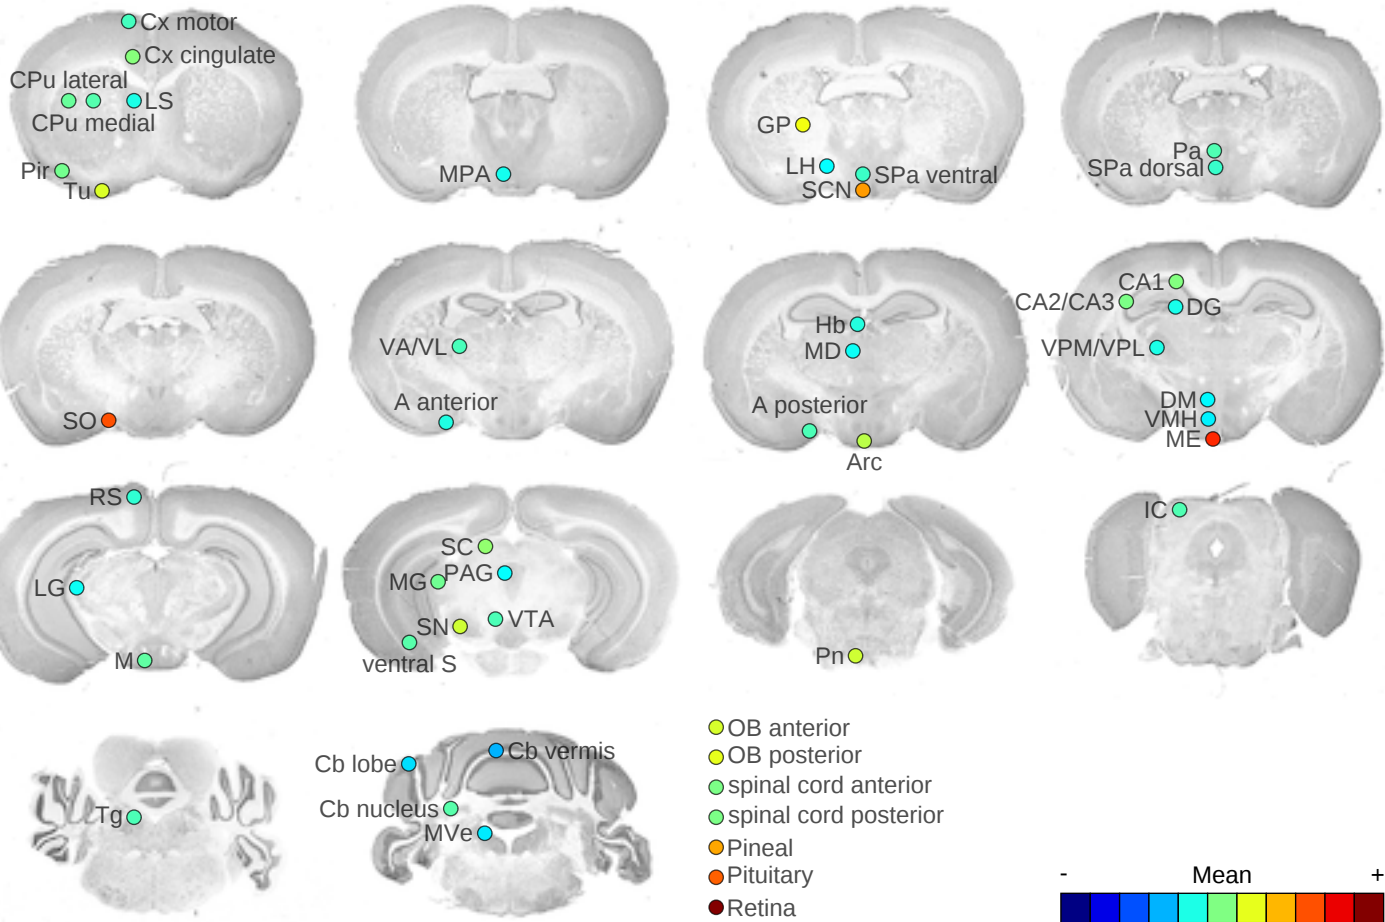 Cx motor
Cx cingulate
CPu lateral
LS
CPu medial
Pir
Tu
MPA
GP
LH
SPa ventral
SCN
Pa
SPa dorsal
SO
VA/VL
A anterior
Hb
MD
A posterior
Arc
CA1
CA2/CA3
DG
VPM/VPL
DM
VMH
ME
RS
LG
M
SC
PAG
MG
VTA
SN
ventral S
Pn
IC
Tg
Cb vermis
Cb lobe
Cb nucleus
MVe
OB anterior
OB posterior
spinal cord anterior
spinal cord posterior
Pineal
Pituitary
Retina
- Mean +